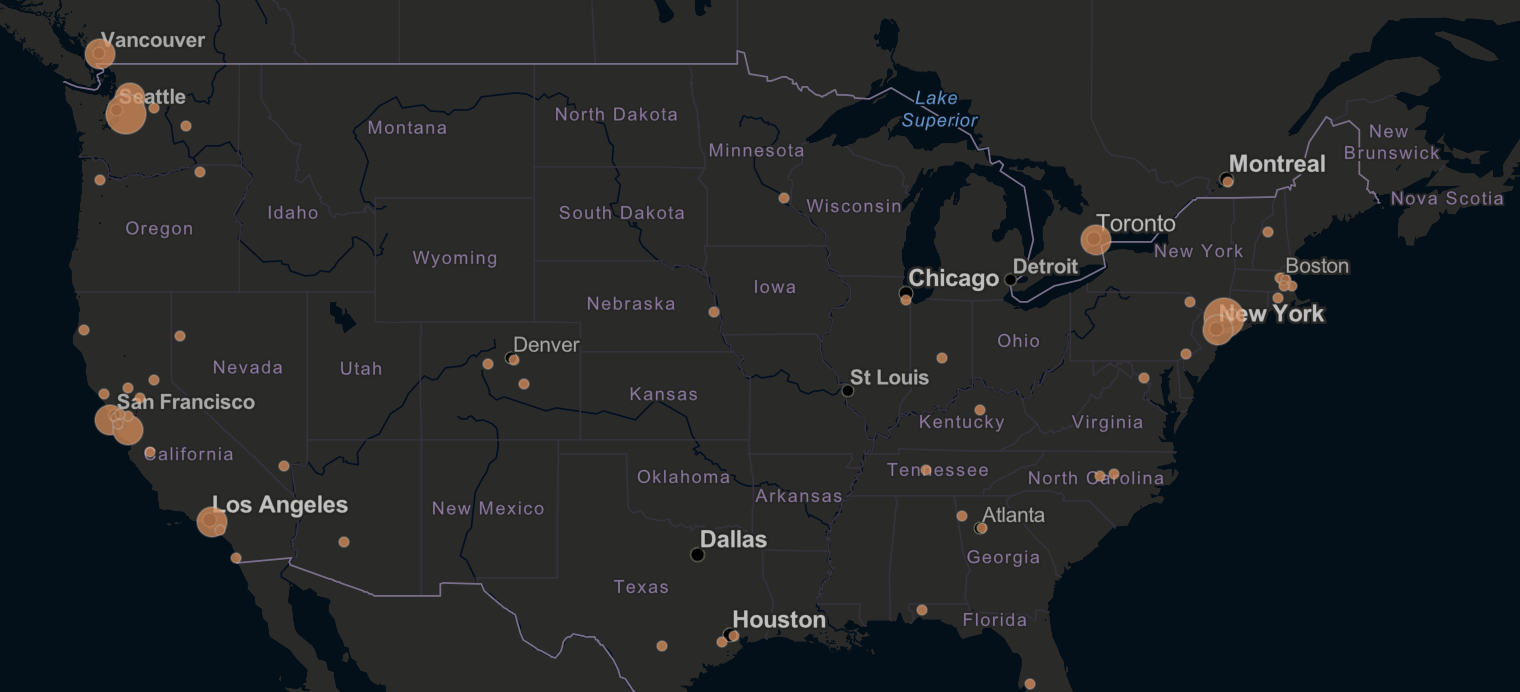 Vancouver
Seattle
Lake
Superior
North Dakota
Montana
New
Brunswick
Minnesota
Montreal
Nova Scotia
Wisconsin
Idaho
South Dakota
Oregon
Toronto
New York
Wyoming
Boston
Detroit
Chicago
Iowa
Nebraska
New York
Ohio
Denver
Nevada
Utah
St Louis
Kansas
San Francisco
Kentucky
Virginia
California
Tennessee
Oklahoma
North Carolina
Arkansas
Los Angeles
New Mexico
Atlanta
Dallas
Georgia
Texas
Houston
Florida